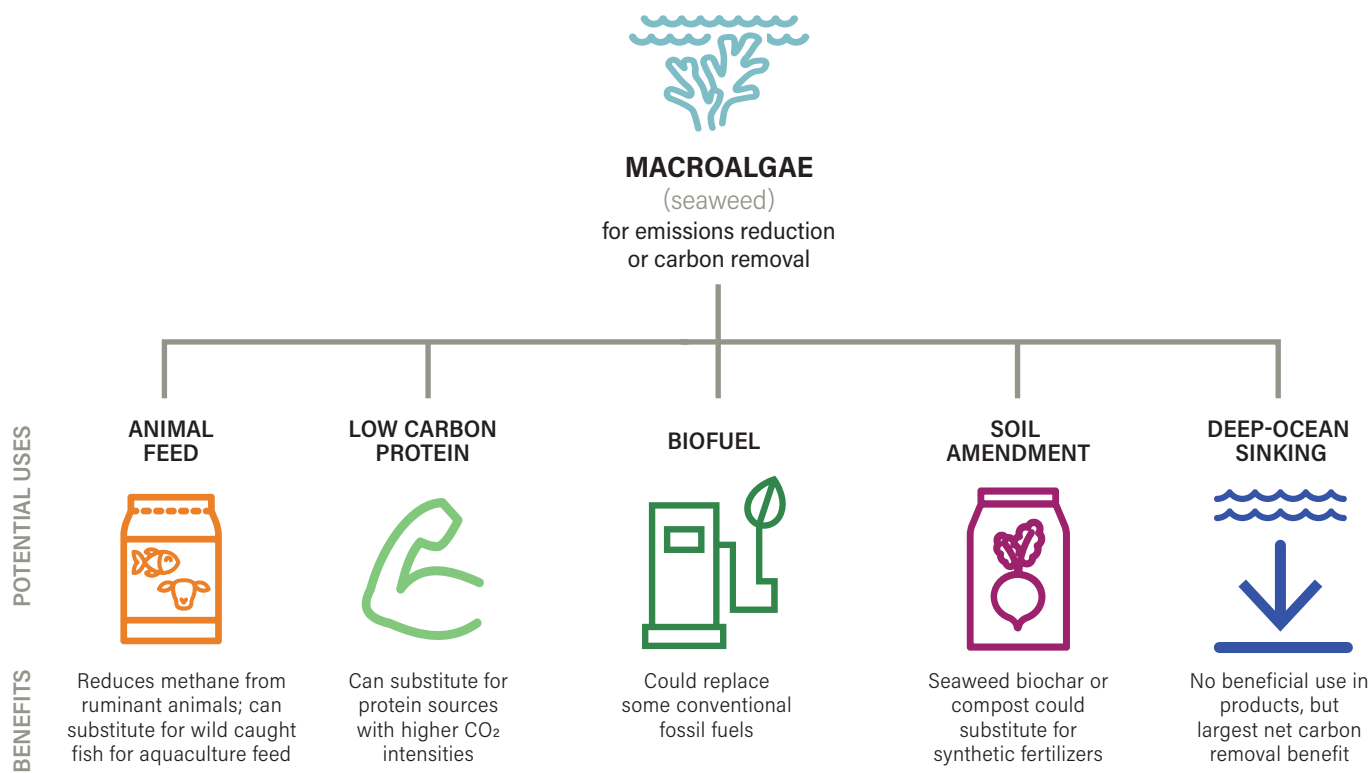 MACROALGAE
(seaweed)
for emissions reduction
or carbon removal
POTENTIAL USES
ANIMAL
FEED
LOW CARBON
PROTEIN
BIOFUEL
SOIL
AMENDMENT
DEEP-OCEAN
SINKING
BENEFITS
Reduces methane from
ruminant animals; can
substitute for wild caught
fish for aquaculture feed
Can substitute for
protein sources
with higher CO₂
intensities
Could replace
some conventional
fossil fuels
Seaweed biochar or
compost could
substitute for
synthetic fertilizers
No beneficial use in
products, but
largest net carbon
removal benefit